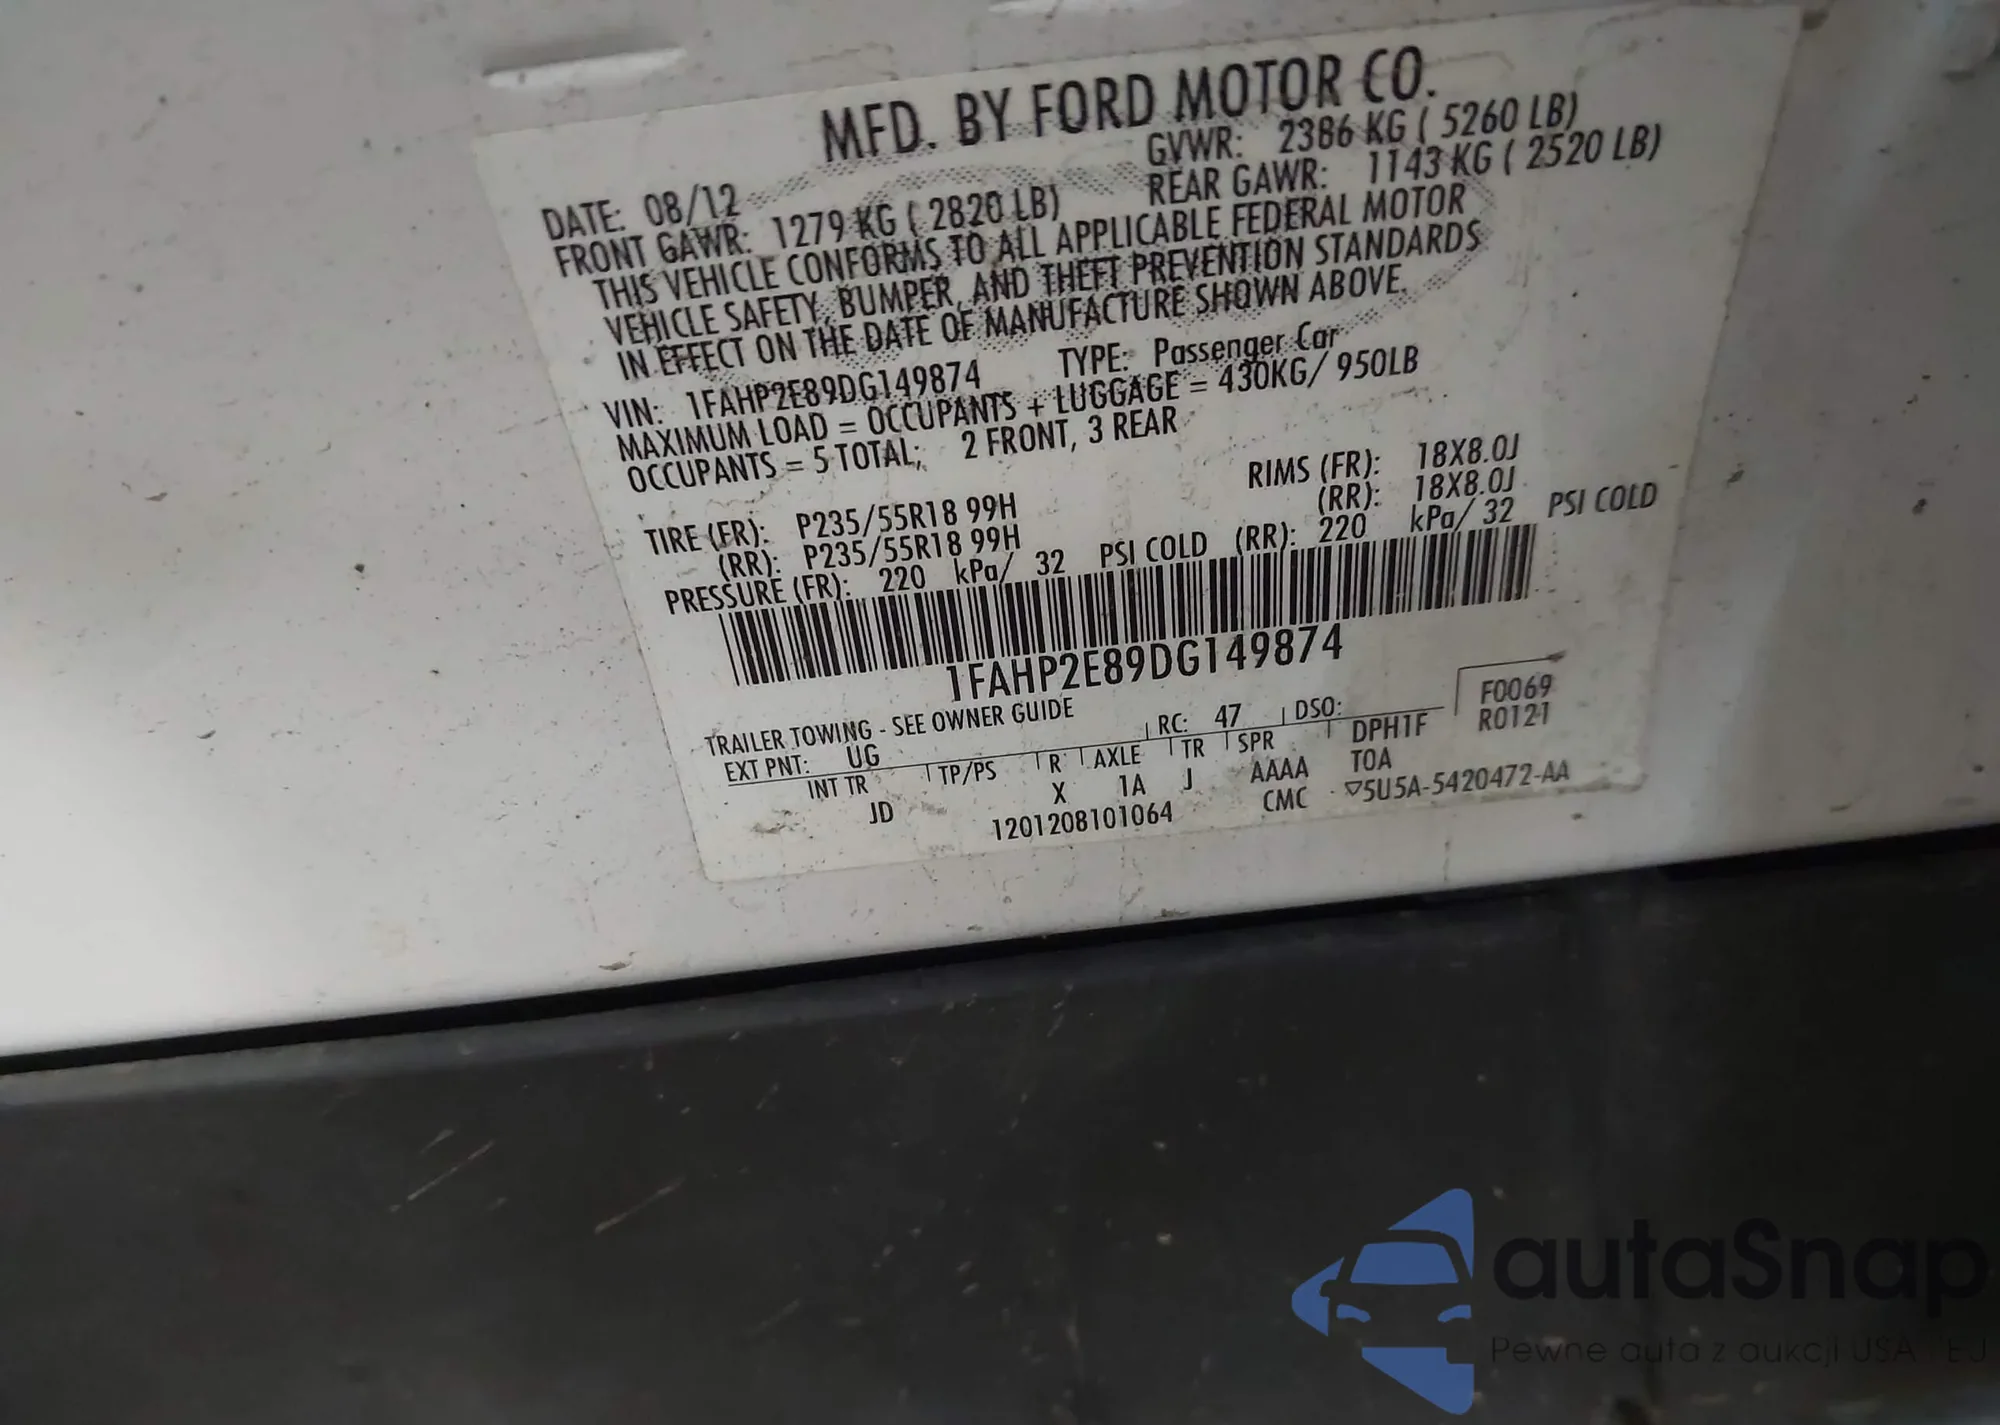 MFD. BY FORD MOTOR CO.
DATE: 08/12 GVWR: 2386 KG ( 5260 LB)
FRONT GAWR: 1279 KG ( 2820 LB) REAR GAWR: 1143 KG ( 2520 LB)
THIS VEHICLE CONFORMS TO ALL APPLICABLE FEDERAL MOTOR
VEHICLE SAFETY, BUMPER, AND THEFT PREVENTION STANDARDS
IN EFFECT ON THE DATE OF MANUFACTURE SHOWN ABOVE.
VIN: 1FAHP2E89DG149874 TYPE: Passenger Car
MAXIMUM LOAD = OCCUPANTS + LUGGAGE = 430KG/ 950LB
OCCUPANTS = 5 TOTAL; 2 FRONT, 3 REAR
TIRE (FR): P235/55R18 99H RIMS (FR): 18X8.0J
(RR): P235/55R18 99H (RR): 18X8.0J
PRESSURE (FR): 220 kPa/ 32 PSI COLD (RR): 220 kPa/ 32 PSI COLD
1FAHP2E89DG149874
TRAILER TOWING - SEE OWNER GUIDE
F0069
EXT PNT: UG RC: 47 DSO: R0121
INT TR TP/PS R AXLE TR SPR DPH1F
JD X 1A J AAAA TOA
1201208101064 CMC ▽5U5A-5420472-AA
autaSnap
Pewne auta z aukcji USA EJ